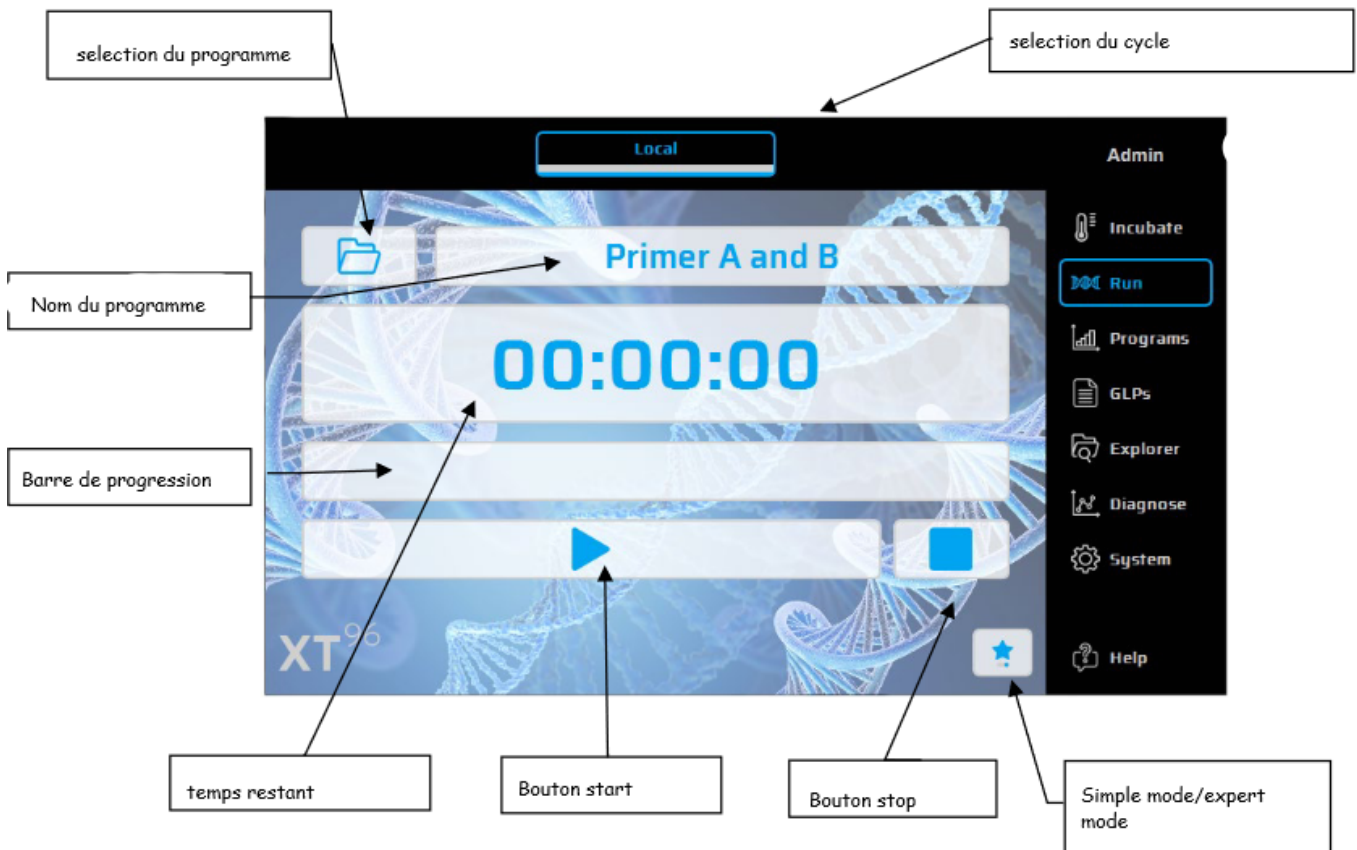 selection du programme
selection du cycle
Local
Admin
Incubate
Primer A and B
Run
Nom du programme
Programs
00:00:00
GLPs
Explorer
Barre de progression
Diagnose
System
XT96
Help
temps restant
Bouton start
Bouton stop
Simple mode/expert
mode